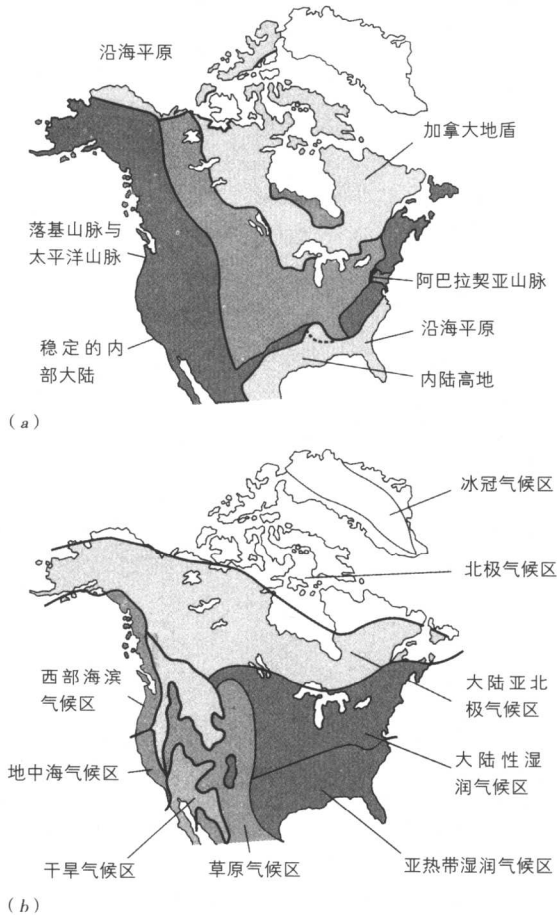 沿海平原
加拿大地盾
落基山脉与
太平洋山脉
阿巴拉契亚山脉
沿海平原
稳定的内
部大陆
内陆高地
(a)
冰冠气候区
北极气候区
西部海滨
气候区
大陆亚北
极气候区
地中海气候区
大陆性湿
润气候区
干旱气候区
草原气候区
亚热带湿润气候区
(b)